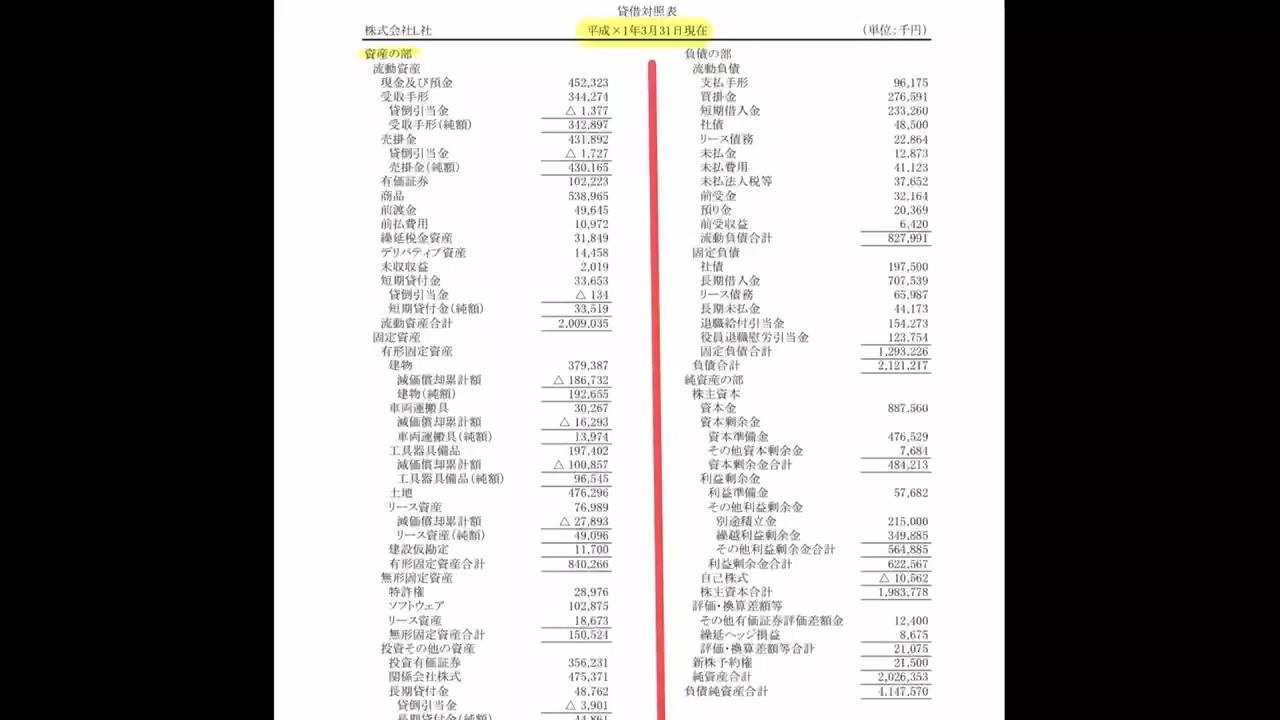 貸借対照表
株式会社L社 平成×1年3月31日現在 (単位:千円)
資産の部
流動資産
現金及び預金 452,323
受取手形 344,274
貸倒引当金 △ 1,377
受取手形(純額) 342,897
売掛金 431,892
貸倒引当金 △ 1,727
売掛金(純額) 430,165
有価証券 102,223
商品 538,965
前渡金 49,645
前払費用 10,972
繰延税金資産 31,849
デリバティブ資産 14,458
未収収益 2,019
短期貸付金 33,653
貸倒引当金 △ 134
短期貸付金(純額) 33,519
流動資産合計 2,009,035
固定資産
有形固定資産
建物 379,387
減価償却累計額 △ 186,732
建物(純額) 192,655
車両運搬具 30,267
減価償却累計額 △ 16,293
車両運搬具(純額) 13,974
工具器具備品 197,402
減価償却累計額 △ 100,857
工具器具備品(純額) 96,545
土地 476,296
リース資産 76,989
減価償却累計額 △ 27,893
リース資産(純額) 49,096
建設仮勘定 11,700
有形固定資産合計 840,266
無形固定資産
特許権 28,976
ソフトウェア 102,875
リース資産 18,673
無形固定資産合計 150,524
投資その他の資産
投資有価証券 356,231
関係会社株式 475,371
長期貸付金 48,762
貸倒引当金 △ 3,901
長期貸付金(純額) 44,861
負債の部
流動負債
支払手形 96,175
買掛金 276,591
短期借入金 233,260
社債 48,500
リース債務 22,864
未払金 12,873
未払費用 41,123
未払法人税等 37,652
前受金 32,164
預り金 20,369
前受収益 6,420
流動負債合計 827,991
固定負債
社債 197,500
長期借入金 707,539
リース債務 65,987
長期未払金 44,173
退職給付引当金 154,273
役員退職慰労引当金 123,754
固定負債合計 1,293,226
負債合計 2,121,217
純資産の部
株主資本
資本金 887,560
資本剰余金
資本準備金 476,529
その他資本剰余金 7,684
資本剰余金合計 484,213
利益剰余金
利益準備金 57,682
その他利益剰余金
別途積立金 215,000
繰越利益剰余金 349,885
その他利益剰余金合計 564,885
利益剰余金合計 622,567
自己株式 △ 10,562
株主資本合計 1,983,778
評価・換算差額等
その他有価証券評価差額金 12,400
繰延ヘッジ損益 8,675
評価・換算差額等合計 21,075
新株予約権 21,500
純資産合計 2,026,353
負債純資産合計 4,147,570